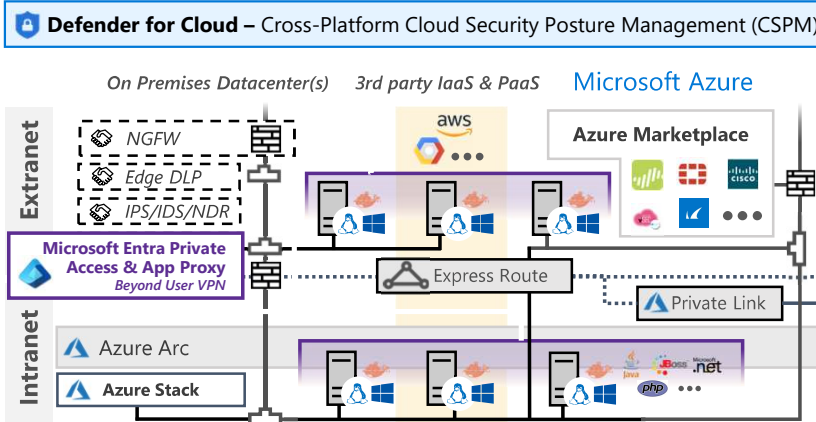 Defender for Cloud – Cross-Platform Cloud Security Posture Management (CSPM)
On Premises Datacenter(s)
3rd party IaaS & PaaS
Microsoft Azure
Extranet
NGFW
Edge DLP
IPS/IDS/NDR
aws
Azure Marketplace
CISCO
Microsoft Entra Private
Access & App Proxy
Beyond User VPN
Express Route
Private Link
Intranet
Azure Arc
Azure Stack
Java
JBoss
Microsoft
.net
php